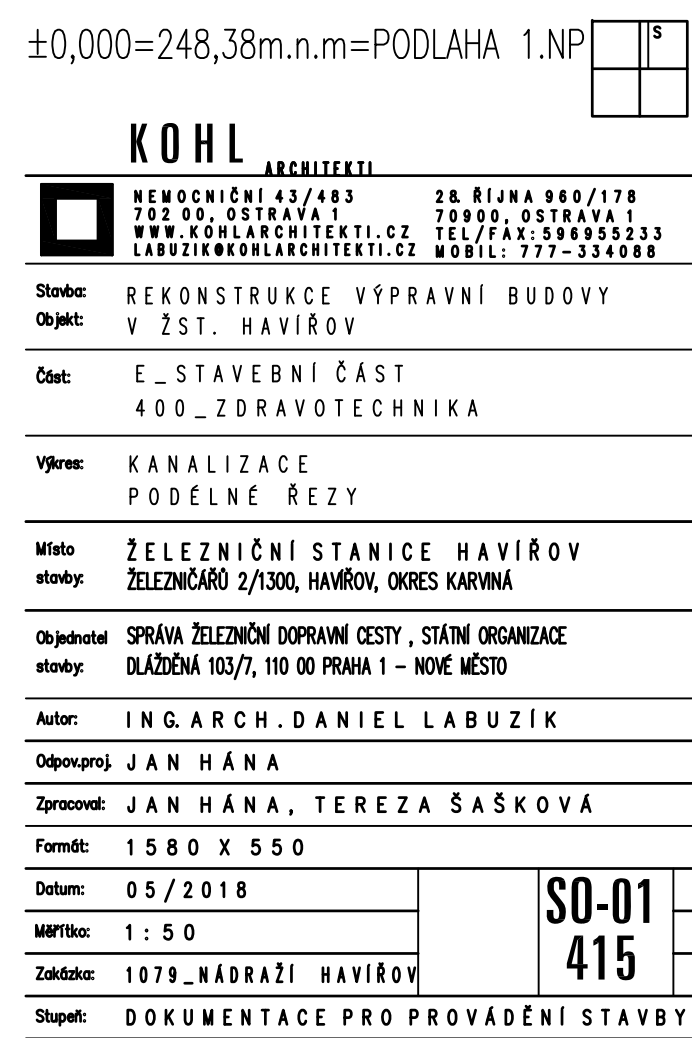 ±0,000=248,38m.n.m=PODLAHA 1.NP
S
KOHL
ARCHITEKTI
NEMOCNIČNÍ 43/483
702 00, OSTRAVA 1
WWW.KOHLARCHITEKTI.CZ
LABUZIK@KOHLARCHITEKTI.CZ
28. ŘÍJNA 960/178
70900, OSTRAVA 1
TEL/FAX:596955233
MOBIL: 777-334088
Stavba: REKONSTRUKCE VÝPRAVNÍ BUDOVY
Objekt: V ŽST. HAVÍŘOV
Část: E_STAVEBNÍ ČÁST
400_ZDRAVOTECHNIKA
Výkres: KANALIZACE
PODÉLNÉ ŘEZY
Místo ŽELEZNIČNÍ STANICE HAVÍŘOV
stavby: ŽELEZNIČÁŘŮ 2/1300, HAVÍŘOV, OKRES KARVINÁ
Objednatel SPRÁVA ŽELEZNIČNÍ DOPRAVNÍ CESTY , STÁTNÍ ORGANIZACE
stavby: DLÁŽDĚNÁ 103/7, 110 00 PRAHA 1 – NOVÉ MĚSTO
Autor: ING.ARCH.DANIEL LABUZÍK
Odpov.proj. JAN HÁNA
Zpracoval: JAN HÁNA, TEREZA ŠAŠKOVÁ
Formát: 1580 X 550
Datum: 05/2018
Měřítko: 1:50
Zakázka: 1079_NÁDRAŽÍ HAVÍŘOV
SO-01
415
Stupeň: DOKUMENTACE PRO PROVÁDĚNÍ STAVBY